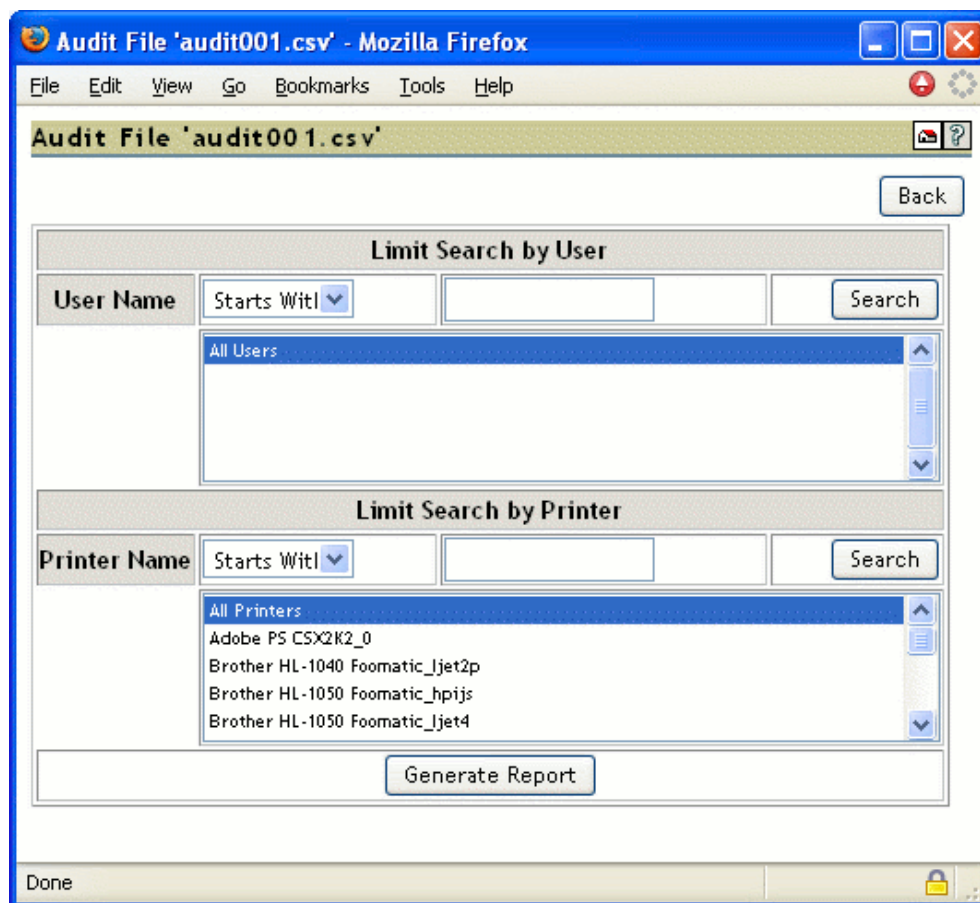 Audit File 'audit001.csv' - Mozilla Firefox
File Edit View Go Bookmarks Tools Help
Audit File 'audit001.csv'
?
Back
Limit Search by User
User Name Starts Witl Search
All Users
Limit Search by Printer
Printer Name Starts Witl Search
All Printers
Adobe PS CSX2K2_0
Brother HL-1040 Foomatic_ljet2p
Brother HL-1050 Foomatic_hpijs
Brother HL-1050 Foomatic_ljet4
Generate Report
Done